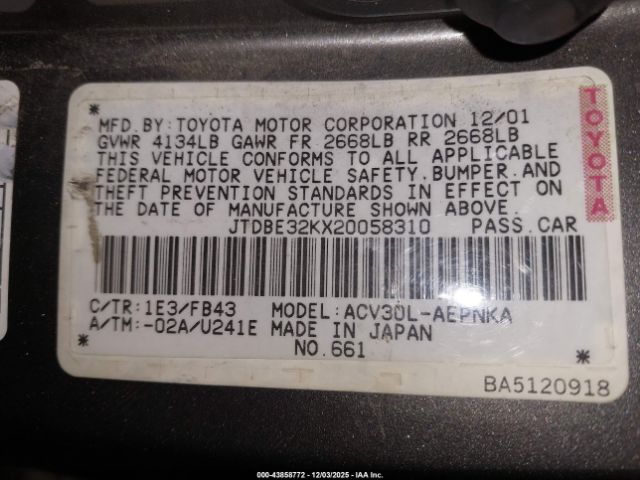 MFD.BY:TOYOTA MOTOR CORPORATION 12/01
GVWR 4134LB GAWR FR 2668LB RR 2668LB
THIS VEHICLE CONFORMS TO ALL APPLICABLE
FEDERAL MOTOR VEHICLE SAFETY.BUMPER.AND
THEFT PREVENTION STANDARDS IN EFFECT ON
THE DATE OF MANUFACTURE SHOWN ABOVE.
JTDBE32KX20058310 PASS.CAR
C/TR:1E3/FB43 MODEL:ACV30L-AEPNKA
A/TM:-02A/U241E MADE IN JAPAN
NO.661
BA5120918
TOYOTA
000-43858772 - 12/03/2025 - IAA Inc.